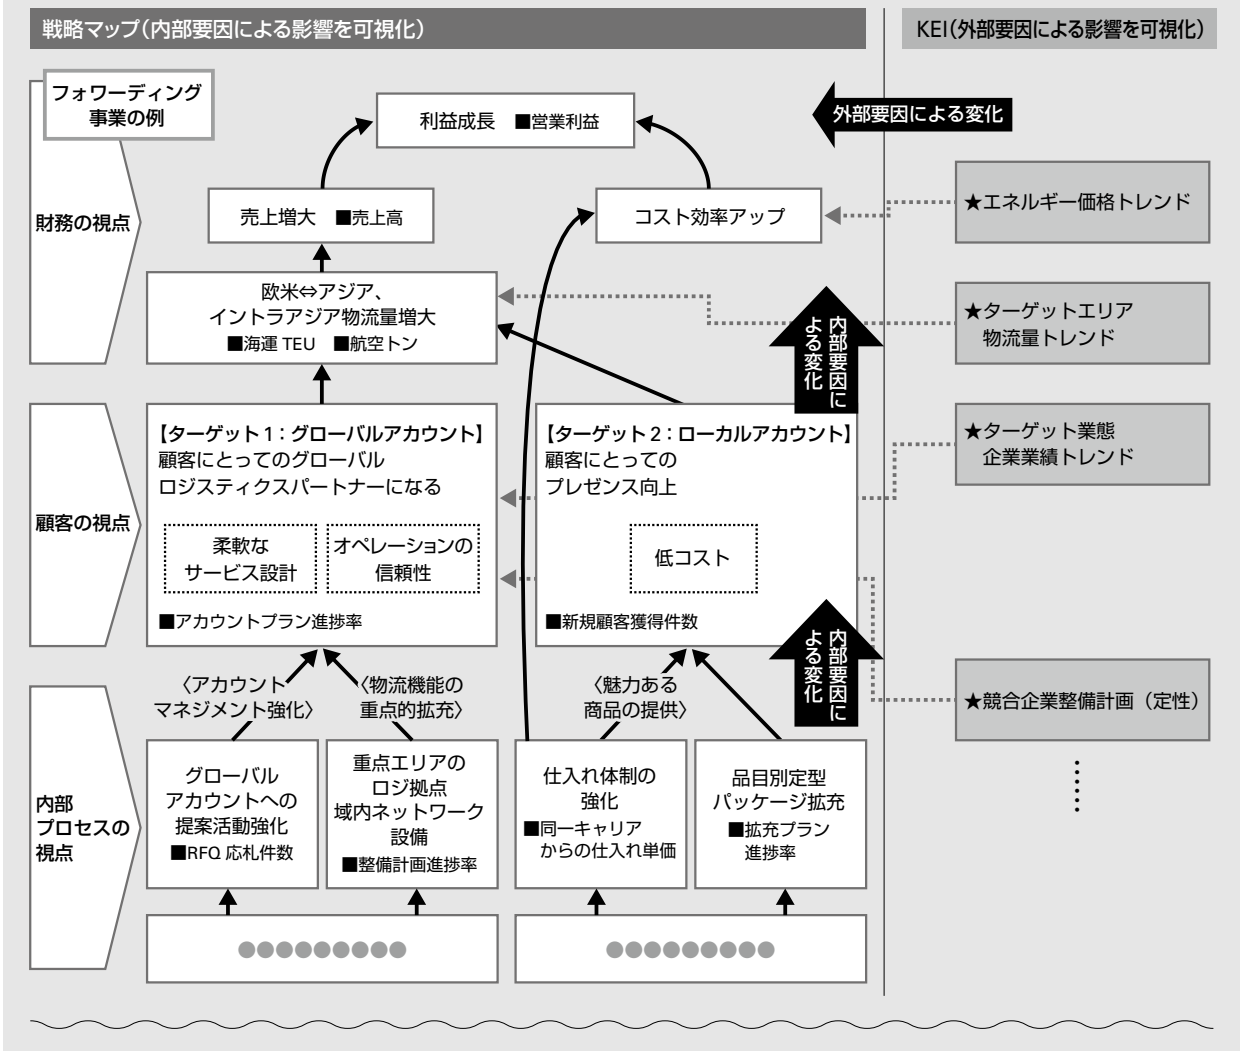 戦略マップ(内部要因による影響を可視化)
KEI(外部要因による影響を可視化)
フォワーディング
事業の例
利益成長 ■営業利益
外部要因による変化
財務の視点
売上増大 ■売上高
コスト効率アップ
★エネルギー価格トレンド
欧米⇔アジア、
イントラアジア物流量増大
■海運 TEU ■航空トン
内部要因に
よる変化
★ターゲットエリア
物流量トレンド
顧客の視点
【ターゲット1：グローバルアカウント】
顧客にとってのグローバル
ロジスティクスパートナーになる
柔軟な
サービス設計
オペレーションの
信頼性
■アカウントプラン進捗率
【ターゲット2：ローカルアカウント】
顧客にとっての
プレゼンス向上
低コスト
■新規顧客獲得件数
★ターゲット業態
企業業績トレンド
内部要因に
よる変化
〈アカウント
マネジメント強化〉
〈物流機能の
重点的拡充〉
〈魅力ある
商品の提供〉
★競合企業整備計画（定性）
内部
プロセスの
視点
グローバル
アカウントへの
提案活動強化
■RFQ 応札件数
重点エリアの
ロジ拠点
域内ネットワーク
設備
■整備計画進捗率
仕入れ体制の
強化
■同一キャリア
からの仕入れ単価
品目別定型
パッケージ拡充
■拡充プラン
進捗率
●●●●●●●●●
●●●●●●●●●